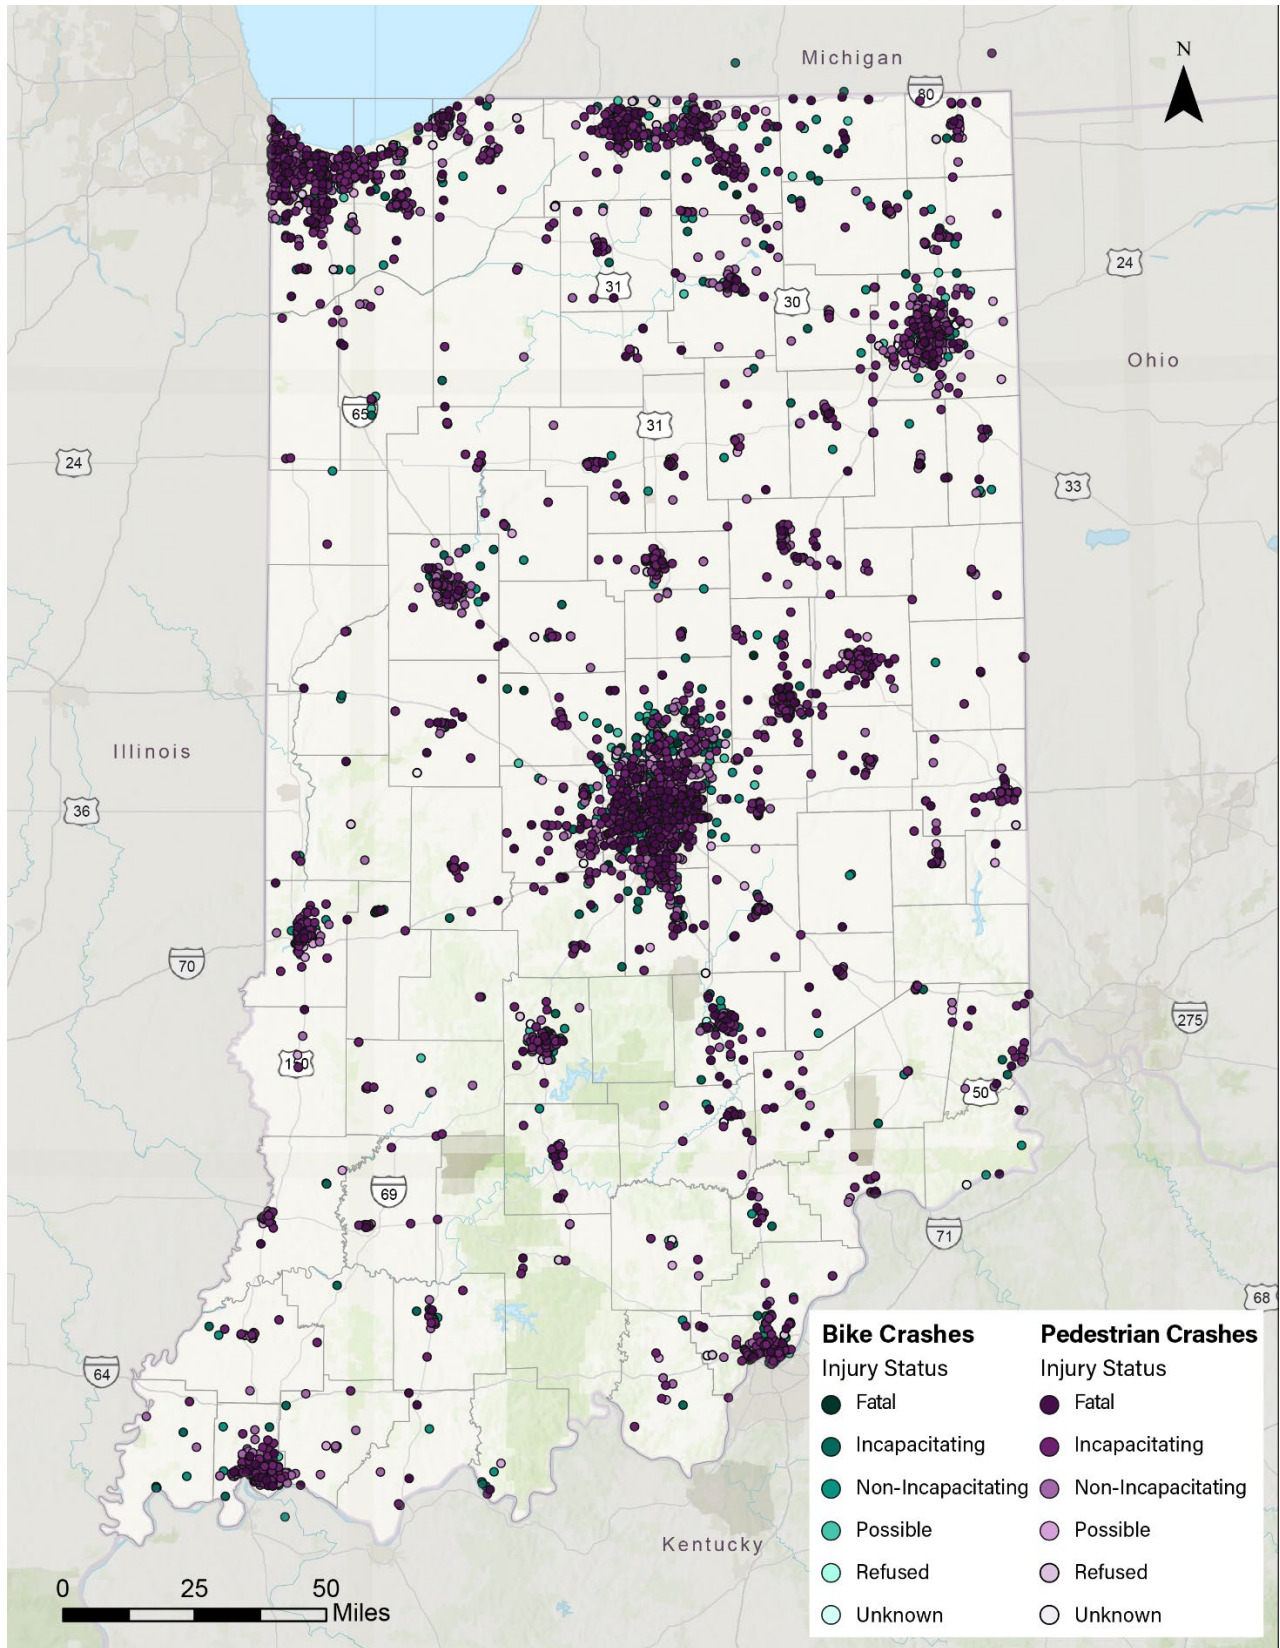 Michigan
N
80
24
31
30
Ohio
65
31
24
33
Illinois
36
70
275
150
50
69
71
68
64
Kentucky
Bike Crashes
Injury Status
Fatal
Incapacitating
Non-Incapacitating
Possible
Refused
Unknown
Pedestrian Crashes
Injury Status
Fatal
Incapacitating
Non-Incapacitating
Possible
Refused
Unknown
0 25 50
Miles